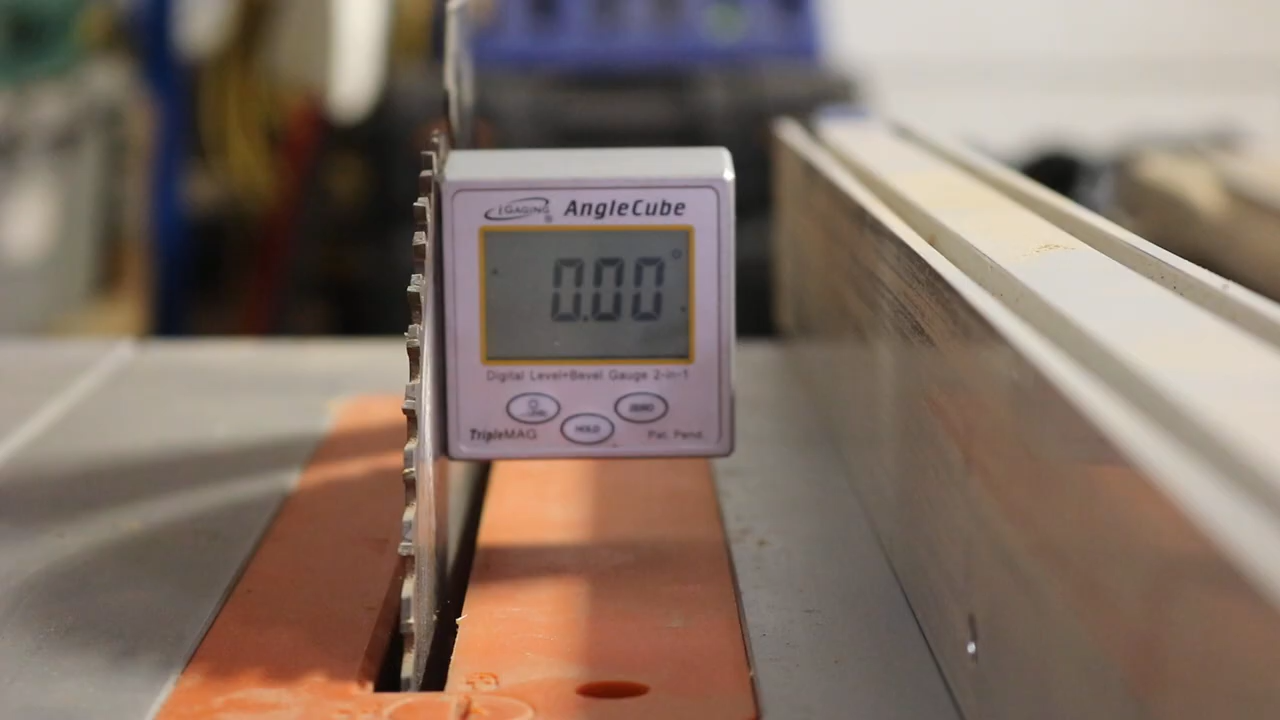 iGAGING®
AngleCube
0.00°
Digital Level+Bevel Gauge 2-in-1
ZERO
HOLD
TripleMAG
Pat. Pend.